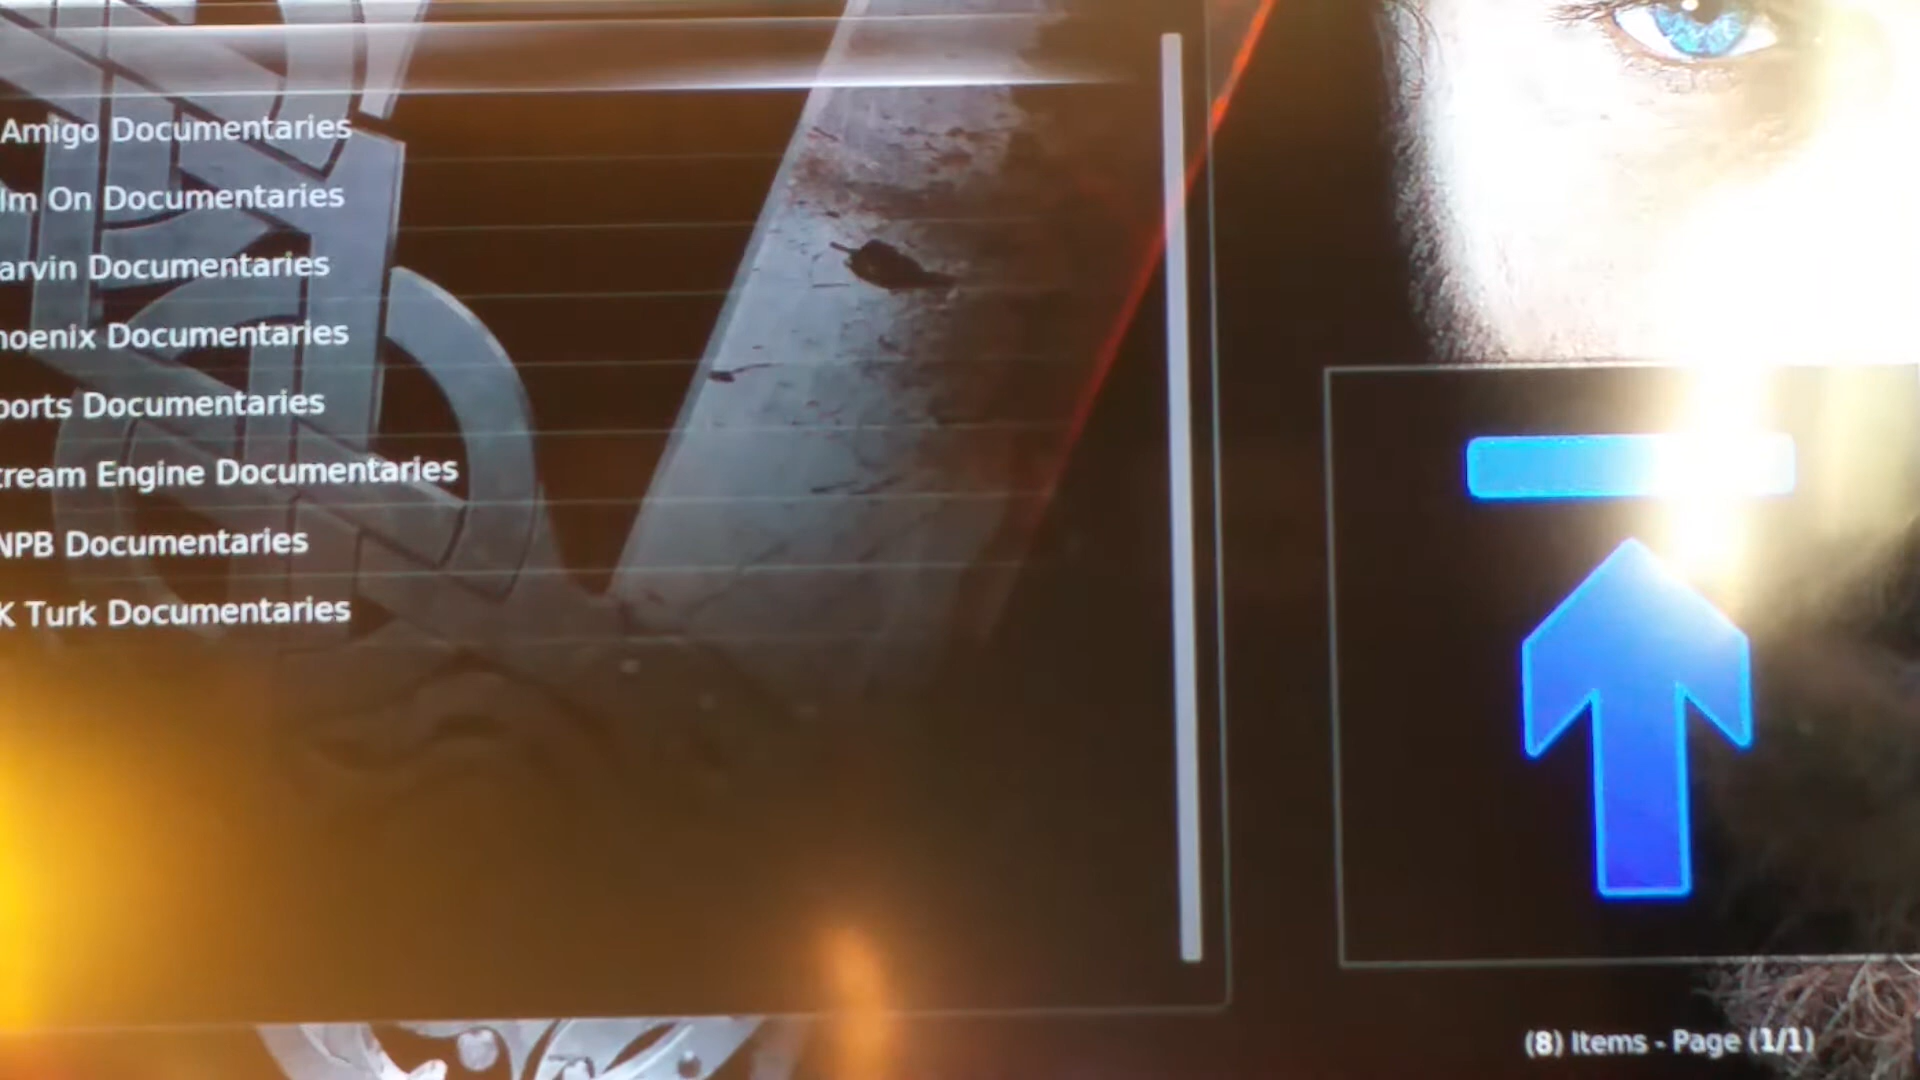 Amigo Documentaries
lm On Documentaries
arvin Documentaries
hoenix Documentaries
ports Documentaries
tream Engine Documentaries
NPB Documentaries
K Turk Documentaries
(8) Items - Page (1/1)